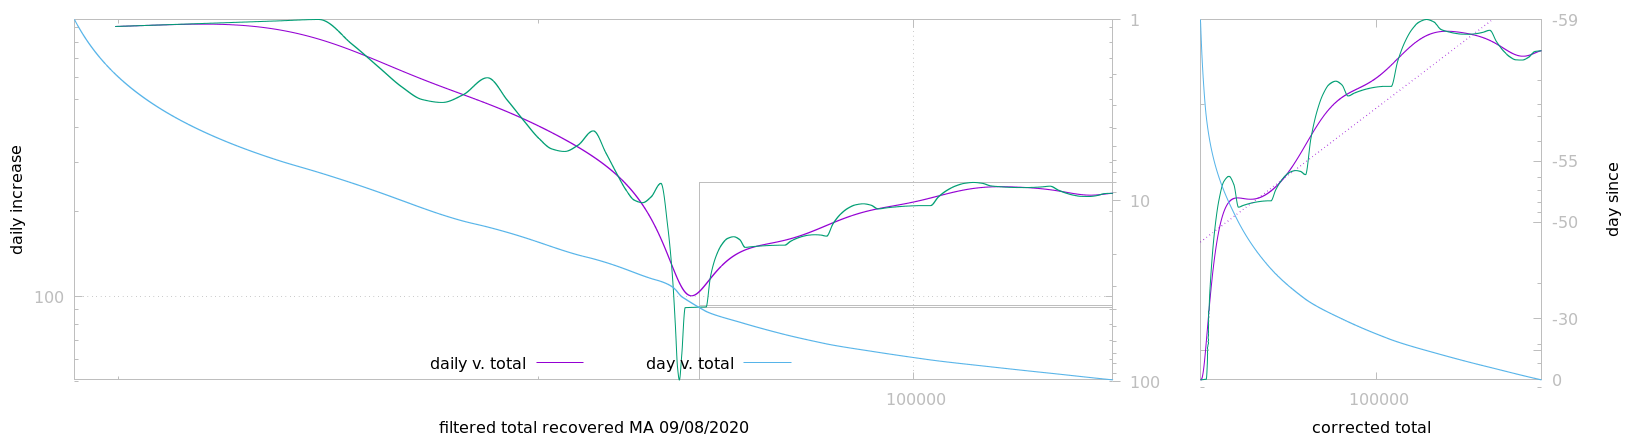 daily increase
100
daily v. total
day v. total
1
10
100
100000
filtered total recovered MA 09/08/2020
-59
-55
-50
-30
0
day since
100000
corrected total